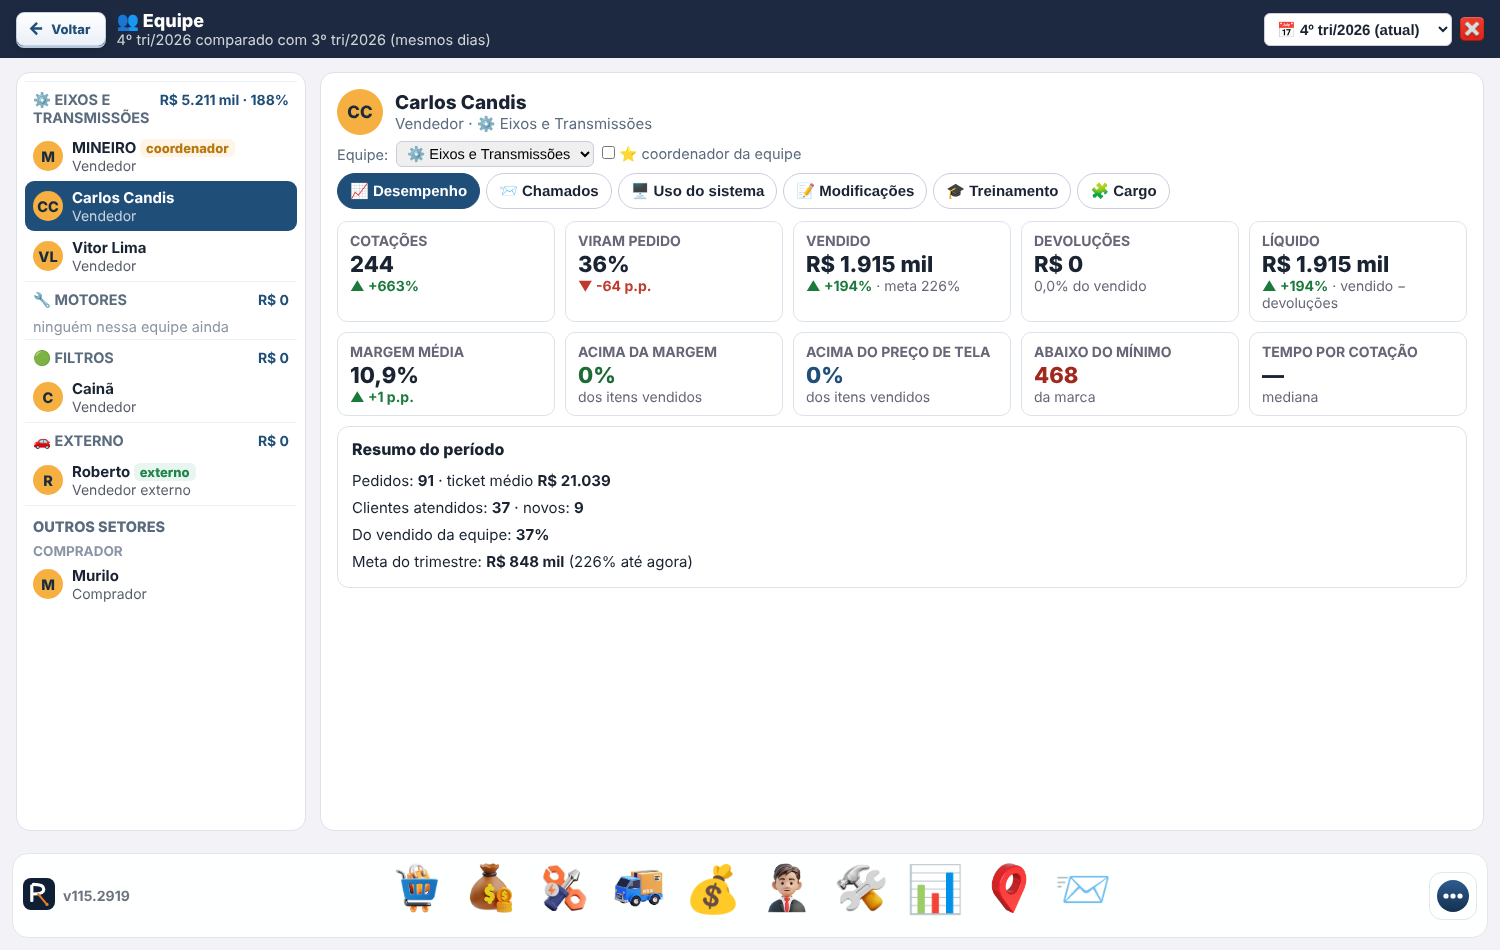 Voltar
👥 Equipe
4º tri/2026 comparado com 3º tri/2026 (mesmos dias)
📅 4º tri/2026 (atual)
⚙️ EIXOS E TRANSMISSÕES
R$ 5.211 mil · 188%
M
MINEIRO coordenador
Vendedor
CC
Carlos Candis
Vendedor
VL
Vitor Lima
Vendedor
🔧 MOTORES
R$ 0
ninguém nessa equipe ainda
🟢 FILTROS
R$ 0
C
Cainã
Vendedor
🚗 EXTERNO
R$ 0
R
Roberto externo
Vendedor externo
OUTROS SETORES
COMPRADOR
M
Murilo
Comprador
CC
Carlos Candis
Vendedor · ⚙️ Eixos e Transmissões
Equipe: ⚙️ Eixos e Transmissões ⭐ coordenador da equipe
📈 Desempenho
📨 Chamados
🖥️ Uso do sistema
📝 Modificações
🎓 Treinamento
🧩 Cargo
COTAÇÕES
244
▲ +663%
VIRAM PEDIDO
36%
▼ -64 p.p.
VENDIDO
R$ 1.915 mil
▲ +194% · meta 226%
DEVOLUÇÕES
R$ 0
0,0% do vendido
LÍQUIDO
R$ 1.915 mil
▲ +194% · vendido −
devoluções
MARGEM MÉDIA
10,9%
▲ +1 p.p.
ACIMA DA MARGEM
0%
dos itens vendidos
ACIMA DO PREÇO DE TELA
0%
dos itens vendidos
ABAIXO DO MÍNIMO
468
da marca
TEMPO POR COTAÇÃO
—
mediana
Resumo do período
Pedidos: 91 · ticket médio R$ 21.039
Clientes atendidos: 37 · novos: 9
Do vendido da equipe: 37%
Meta do trimestre: R$ 848 mil (226% até agora)
R
v115.2919